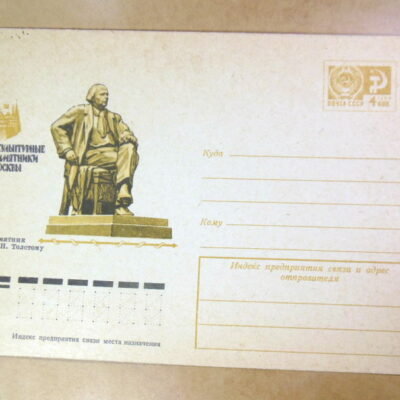 ПОЧТА СССР
4 коп
Куда
СКУЛЬПТУРНЫЕ
ПАМЯТНИКИ
МОСКВЫ
Кому
Памятник
Н. Толстому
Индекс предприятия связи и адрес
отправителя
Индекс предприятия связи места назначения